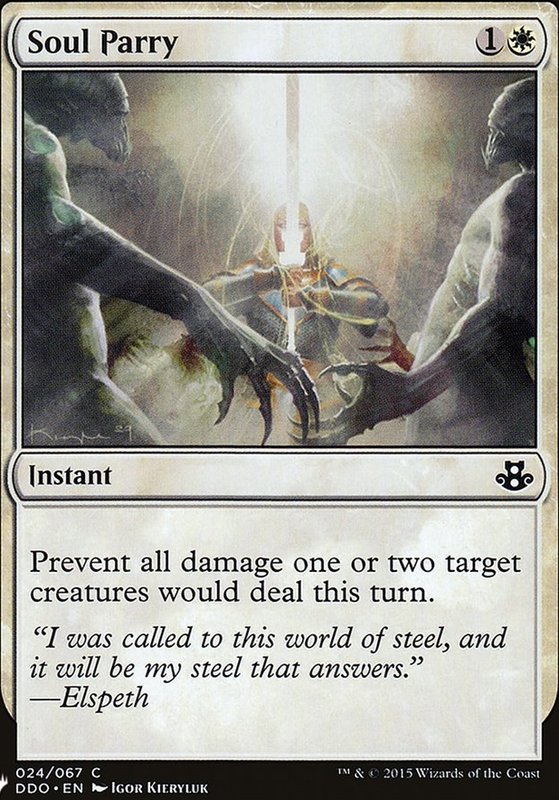 Soul Parry 1
Instant
Prevent all damage one or two target
creatures would deal this turn.
“I was called to this world of steel, and
it will be my steel that answers.”
—Elspeth
024/067 C
DDO • EN Igor Kieryluk
™ & © 2015 Wizards of the Coast